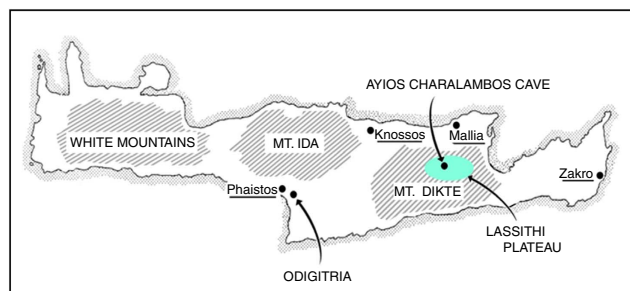 AYIOS CHARALAMBOS CAVE
Knossos
Mallia
WHITE MOUNTAINS
MT. IDA
Zakro
Phaistos
MT. DIKTE
LASSITHI
PLATEAU
ODIGITRIA